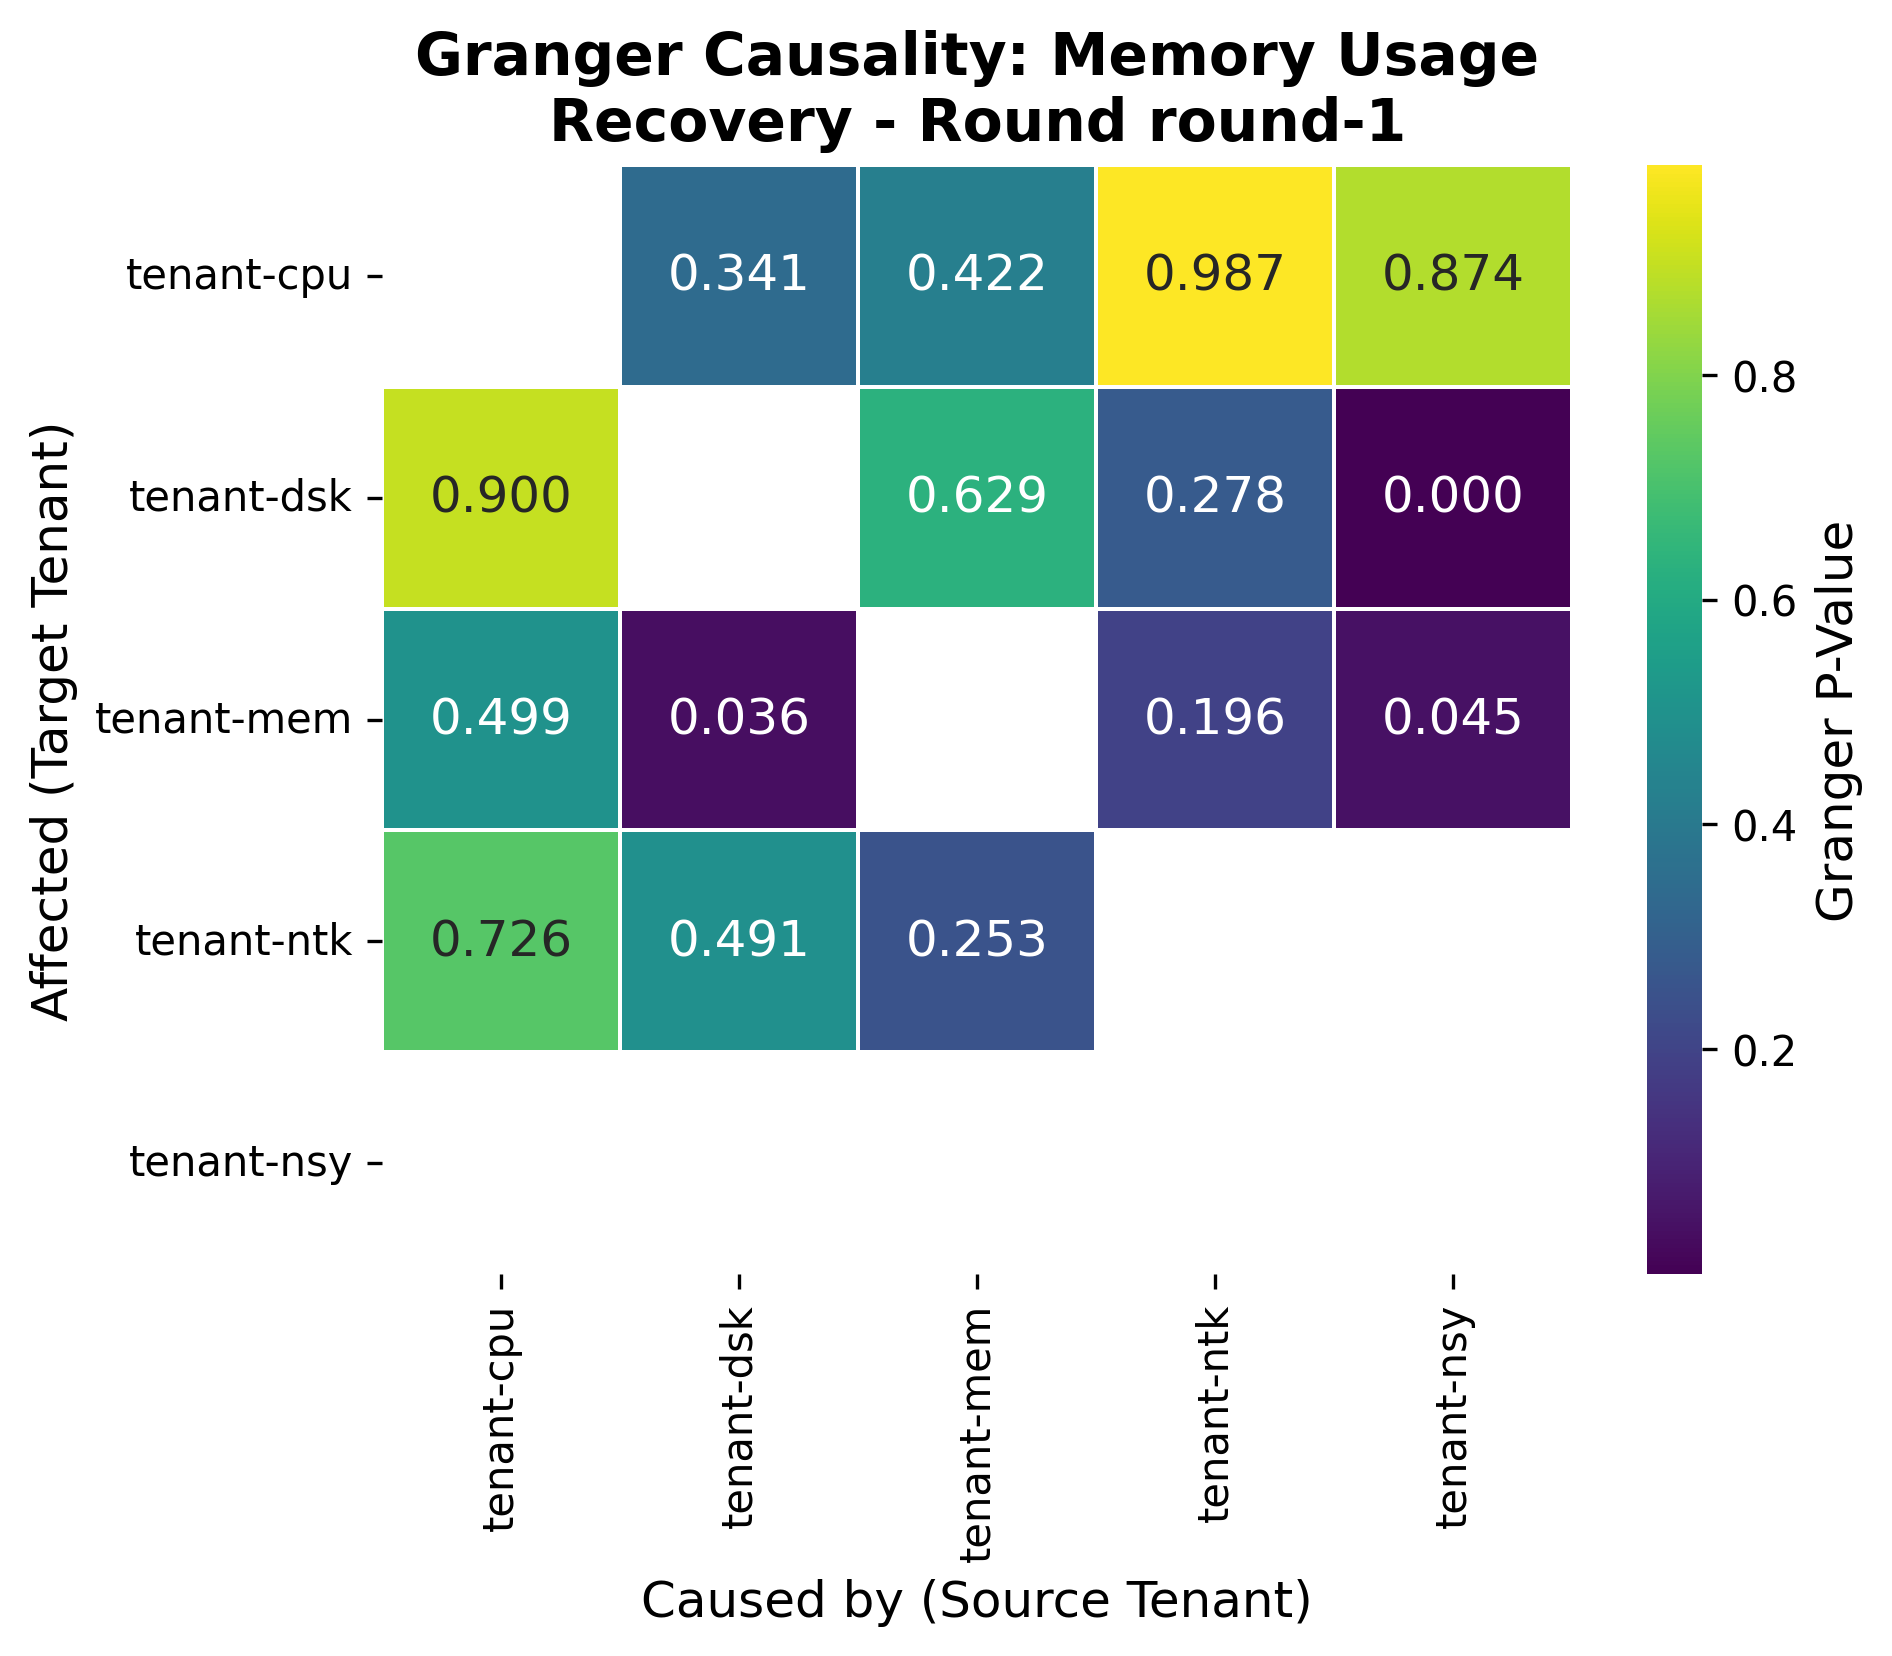 Granger Causality: Memory Usage
Recovery - Round round-1
Affected (Target Tenant)
tenant-cpu
0.341
0.422
0.987
0.874
tenant-dsk
0.900
0.629
0.278
0.000
tenant-mem
0.499
0.036
0.196
0.045
tenant-ntk
0.726
0.491
0.253
tenant-nsy
tenant-cpu
tenant-dsk
tenant-mem
tenant-ntk
tenant-nsy
Caused by (Source Tenant)
0.8
0.6
0.4
0.2
Granger P-Value